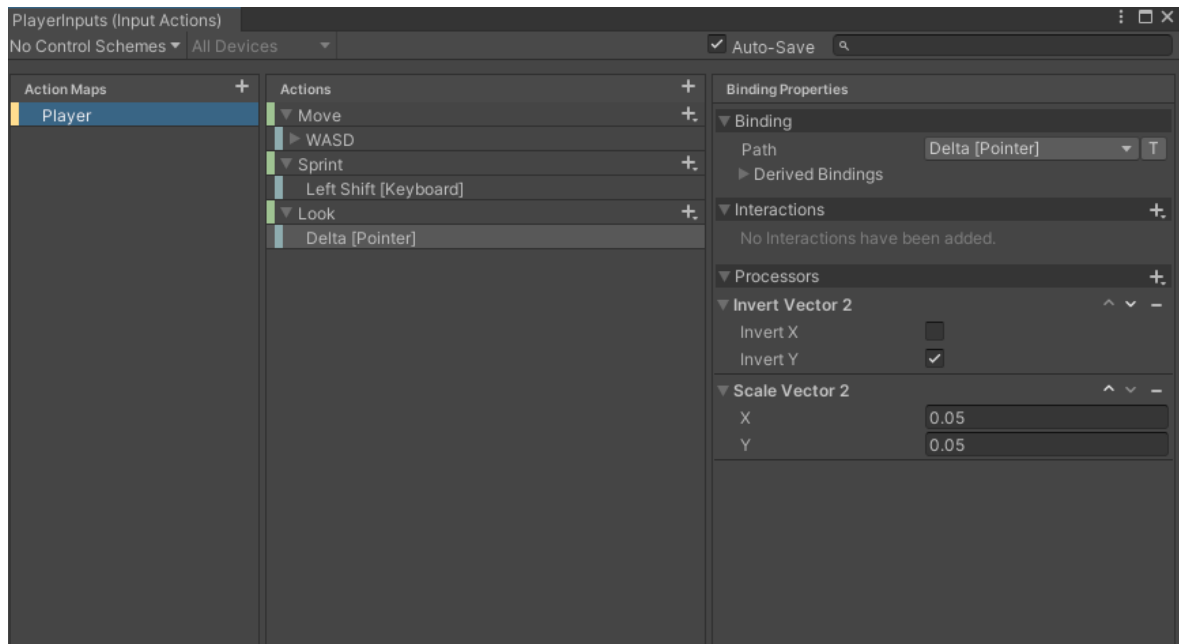 PlayerInputs (Input Actions)
No Control Schemes All Devices
Auto-Save
Action Maps
Player
Actions
Move
WASD
Sprint
Left Shift [Keyboard]
Look
Delta [Pointer]
Binding Properties
Binding
Path Delta [Pointer] T
Derived Bindings
Interactions
No Interactions have been added.
Processors
Invert Vector 2
Invert X
Invert Y
Scale Vector 2
X 0.05
Y 0.05